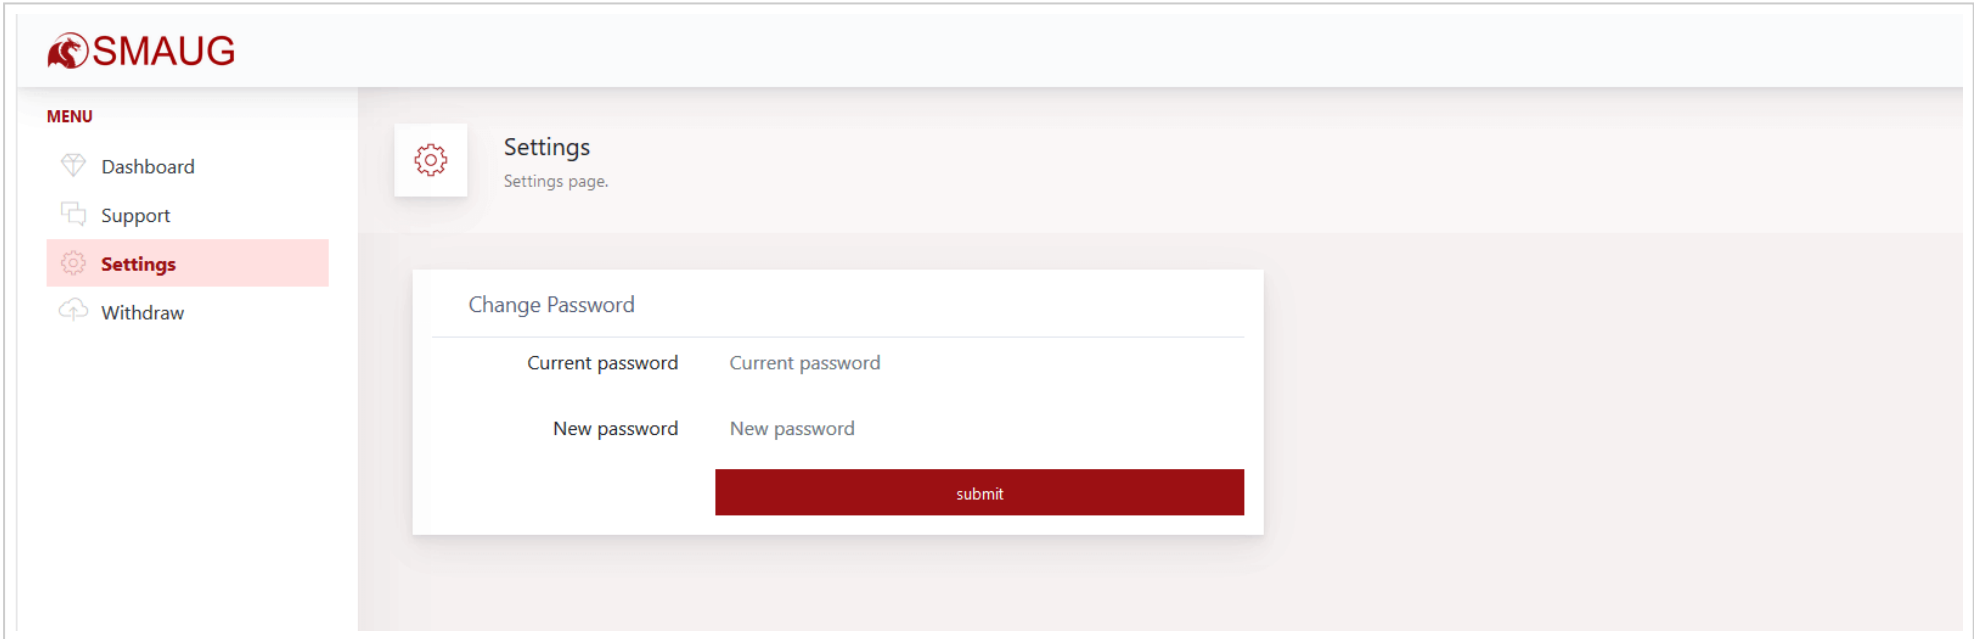 SMAUG
MENU
Dashboard
Support
Settings
Withdraw
Settings
Settings page.
Change Password
Current password Current password
New password New password
submit